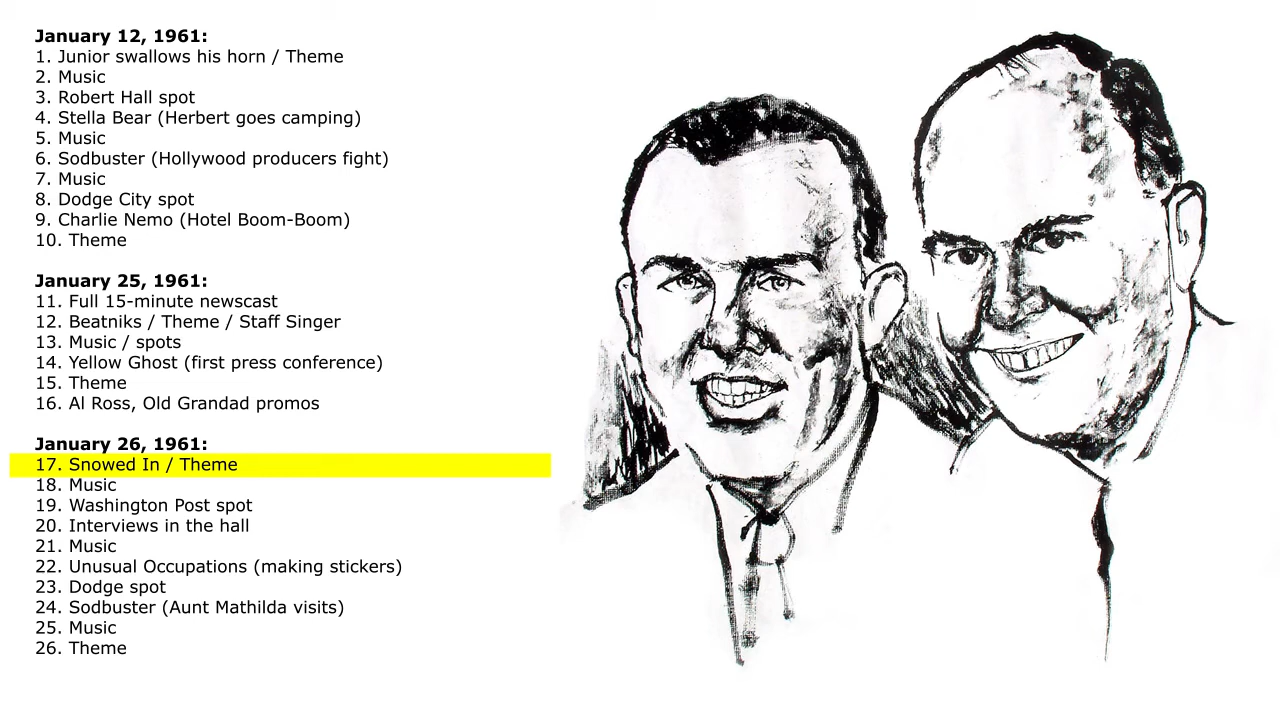 January 12, 1961:
1. Junior swallows his horn / Theme
2. Music
3. Robert Hall spot
4. Stella Bear (Herbert goes camping)
5. Music
6. Sodbuster (Hollywood producers fight)
7. Music
8. Dodge City spot
9. Charlie Nemo (Hotel Boom-Boom)
10. Theme
January 25, 1961:
11. Full 15-minute newscast
12. Beatniks / Theme / Staff Singer
13. Music / spots
14. Yellow Ghost (first press conference)
15. Theme
16. Al Ross, Old Grandad promos
January 26, 1961:
17. Snowed In / Theme
18. Music
19. Washington Post spot
20. Interviews in the hall
21. Music
22. Unusual Occupations (making stickers)
23. Dodge spot
24. Sodbuster (Aunt Mathilda visits)
25. Music
26. Theme